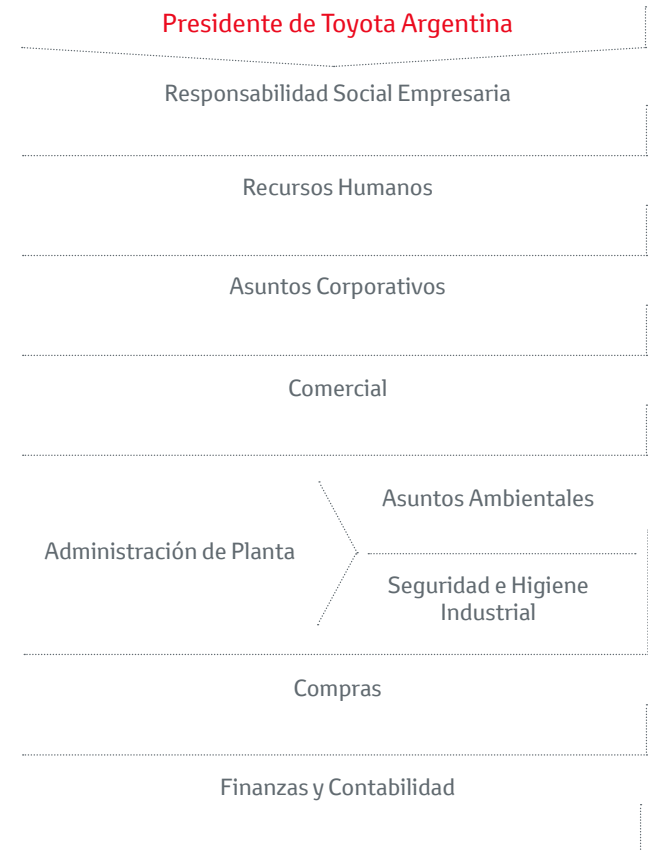 Presidente de Toyota Argentina
Responsabilidad Social Empresaria
Recursos Humanos
Asuntos Corporativos
Comercial
Administración de Planta
Asuntos Ambientales
Seguridad e Higiene
Industrial
Compras
Finanzas y Contabilidad